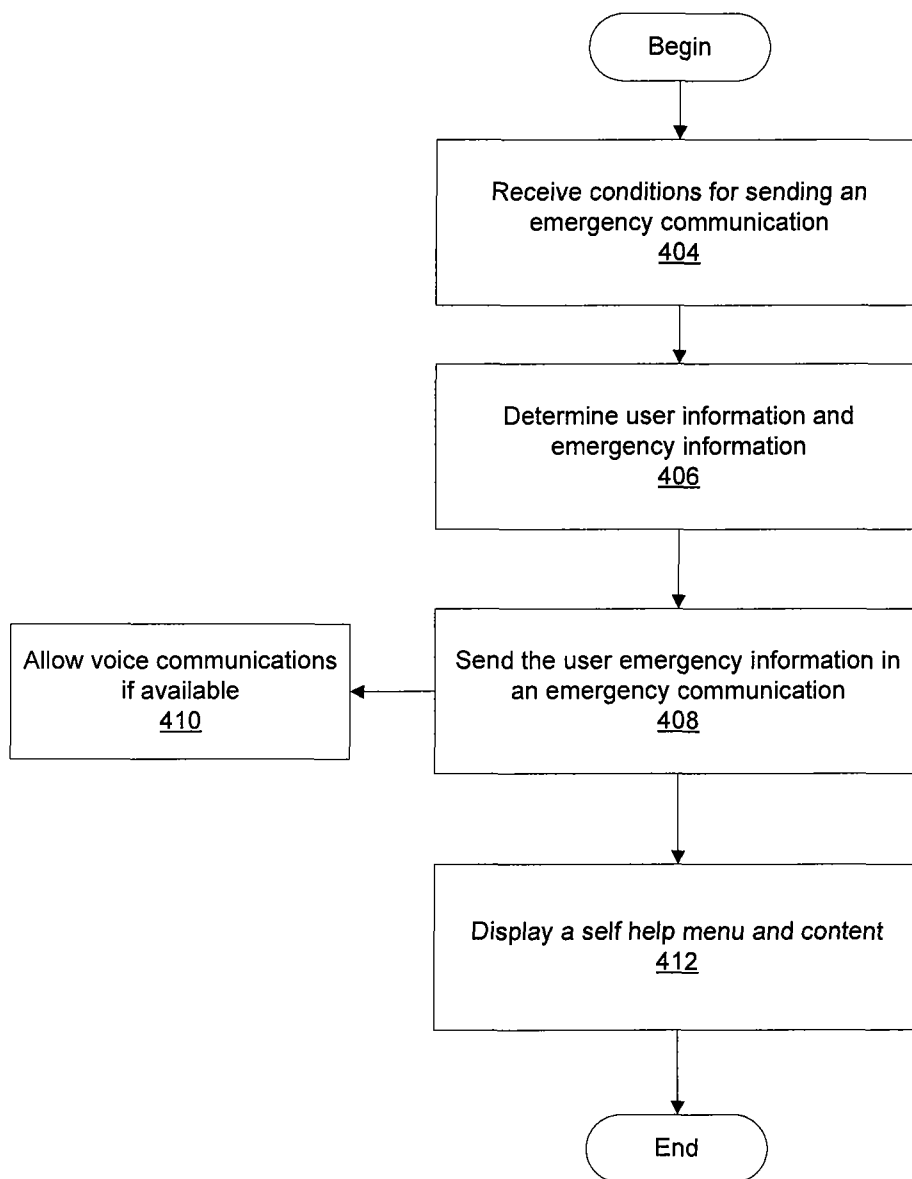 Begin
Receive conditions for sending an
emergency communication
404
Determine user information and
emergency information
406
Send the user emergency information in
an emergency communication
408
Allow voice communications
if available
410
Display a self help menu and content
412
End